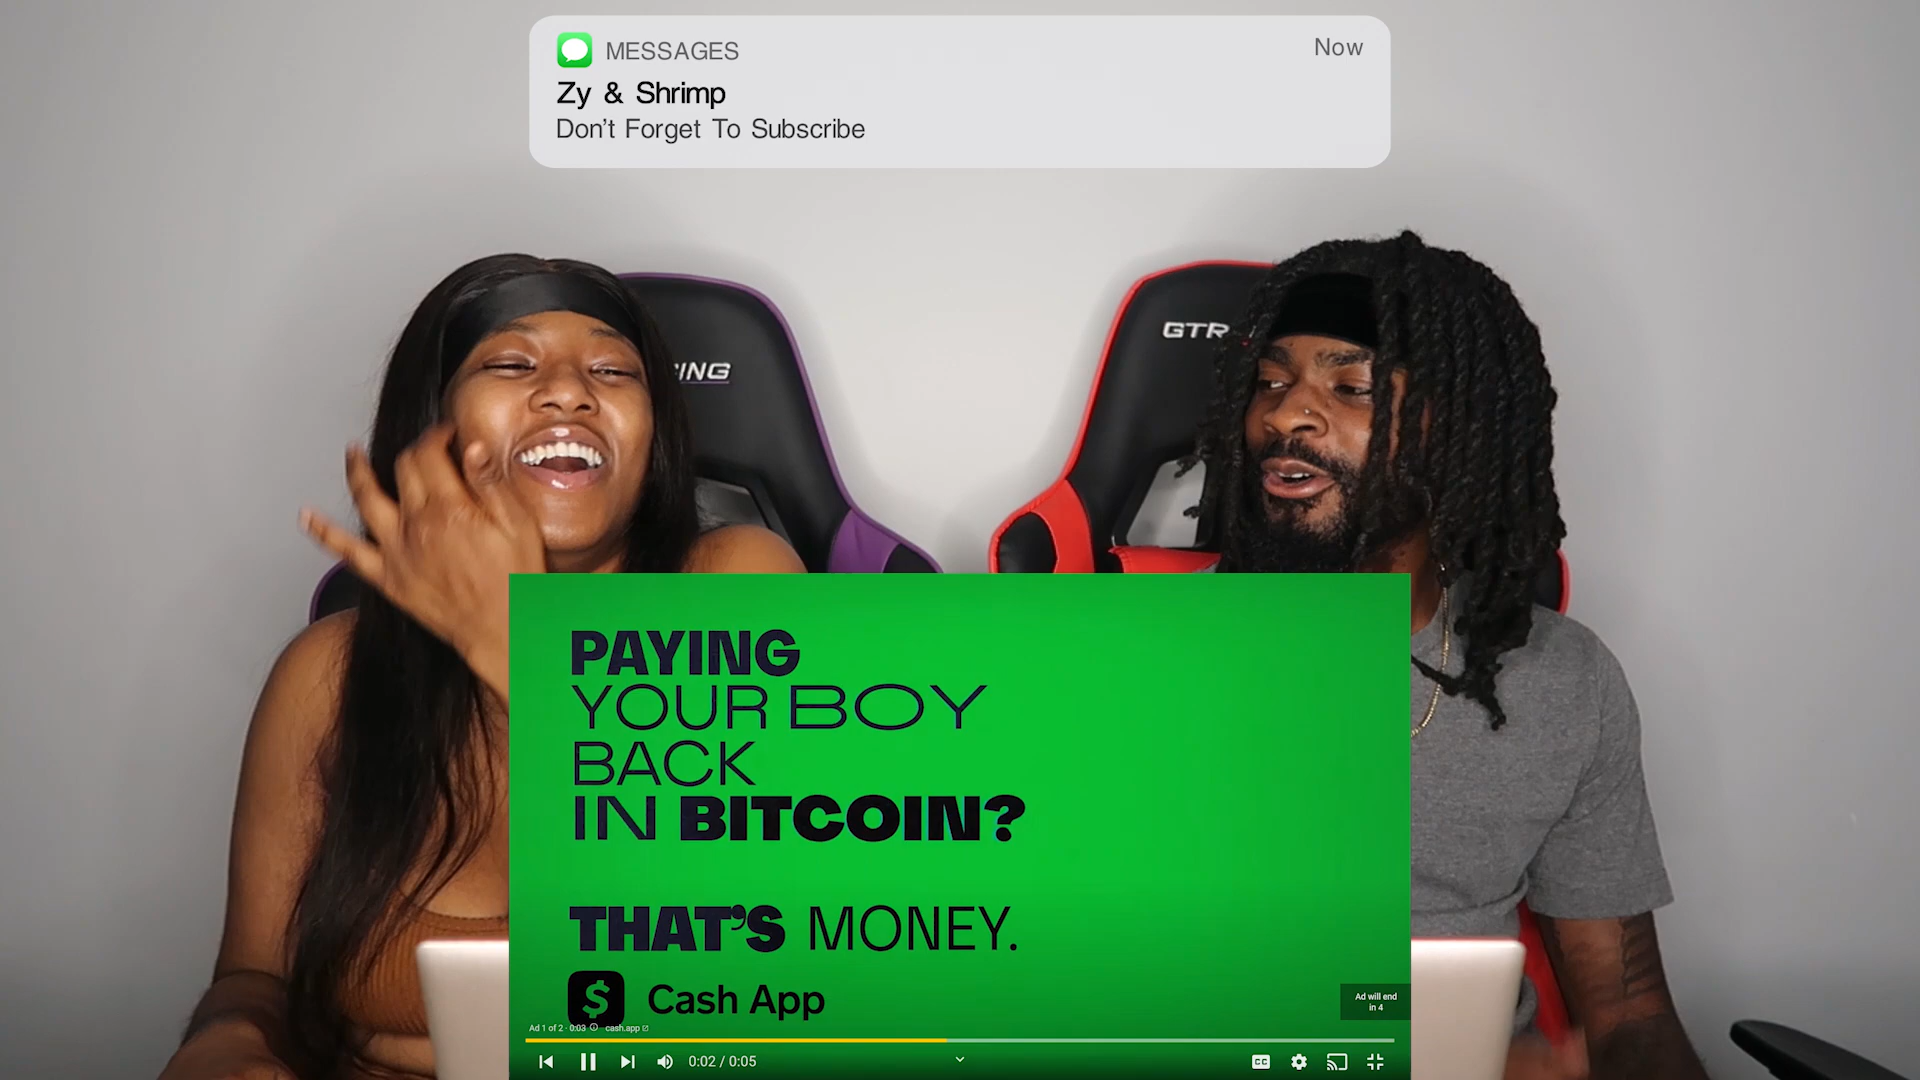 MESSAGES
Now
Zy & Shrimp
Don't Forget To Subscribe
GTR
ING
PAYING
YOUR BOY
BACK
IN BITCOIN?
THAT'S MONEY.
$ Cash App
Ad will end
in 4
Ad 1 of 2 · 0:03 cash.app
0:02 / 0:05
CC